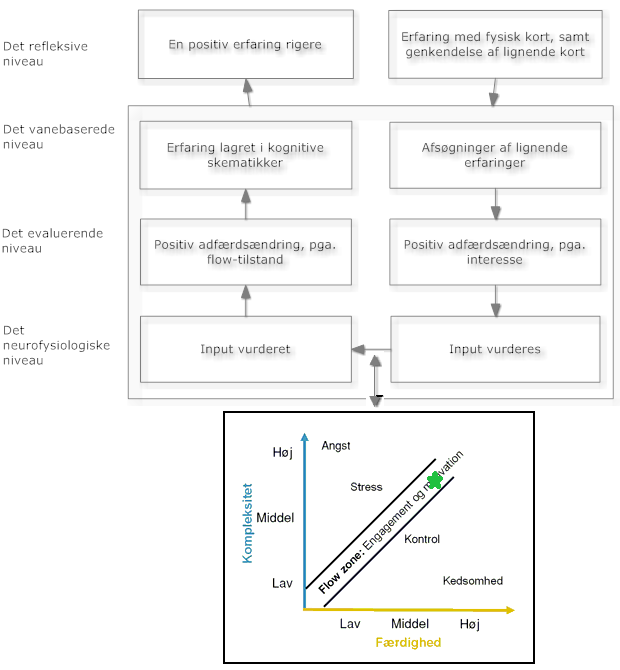 Det refleksive
niveau
En positiv erfaring rigere
Erfaring med fysisk kort, samt
genkendelse af lignende kort
Det vanebaserede
niveau
Erfaring lagret i kognitive
skematikker
Afsøgninger af lignende
erfaringer
Det evaluerende
niveau
Positiv adfærdsændring, pga.
flow-tilstand
Positiv adfærdsændring, pga.
interesse
Det
neurofysiologiske
niveau
Input vurderet
Input vurderes
Høj
Angst
Stress
Kompleksitet
Middel
Flow zone: Engagement og motivation
Kontrol
Lav
Kedsomhed
Lav
Middel
Høj
Færdighed